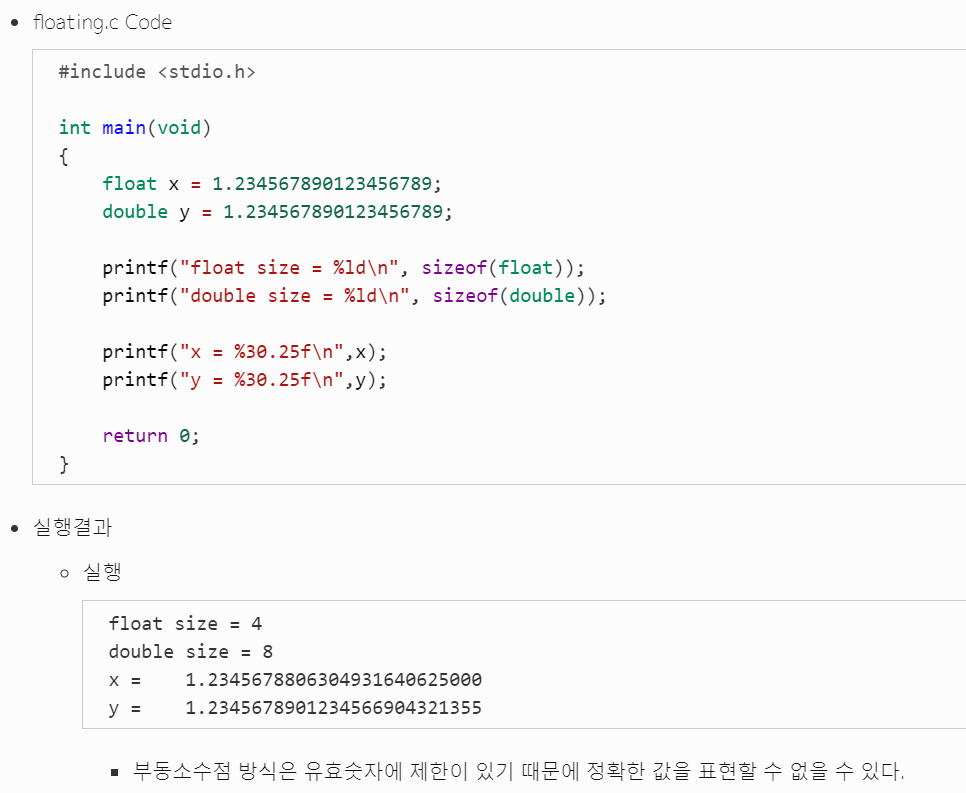 floating.c Code
#include <stdio.h>
int main(void)
{
float x = 1.234567890123456789;
double y = 1.234567890123456789;
printf("float size = %ld\n", sizeof(float));
printf("double size = %ld\n", sizeof(double));
printf("x = %30.25f\n",x);
printf("y = %30.25f\n",y);
return 0;
}
실행결과
실행
float size = 4
double size = 8
x =    1.2345678806304931640625000
y =    1.2345678901234566904321355
부동소수점 방식은 유효숫자에 제한이 있기 때문에 정확한 값을 표현할 수 없을 수 있다.